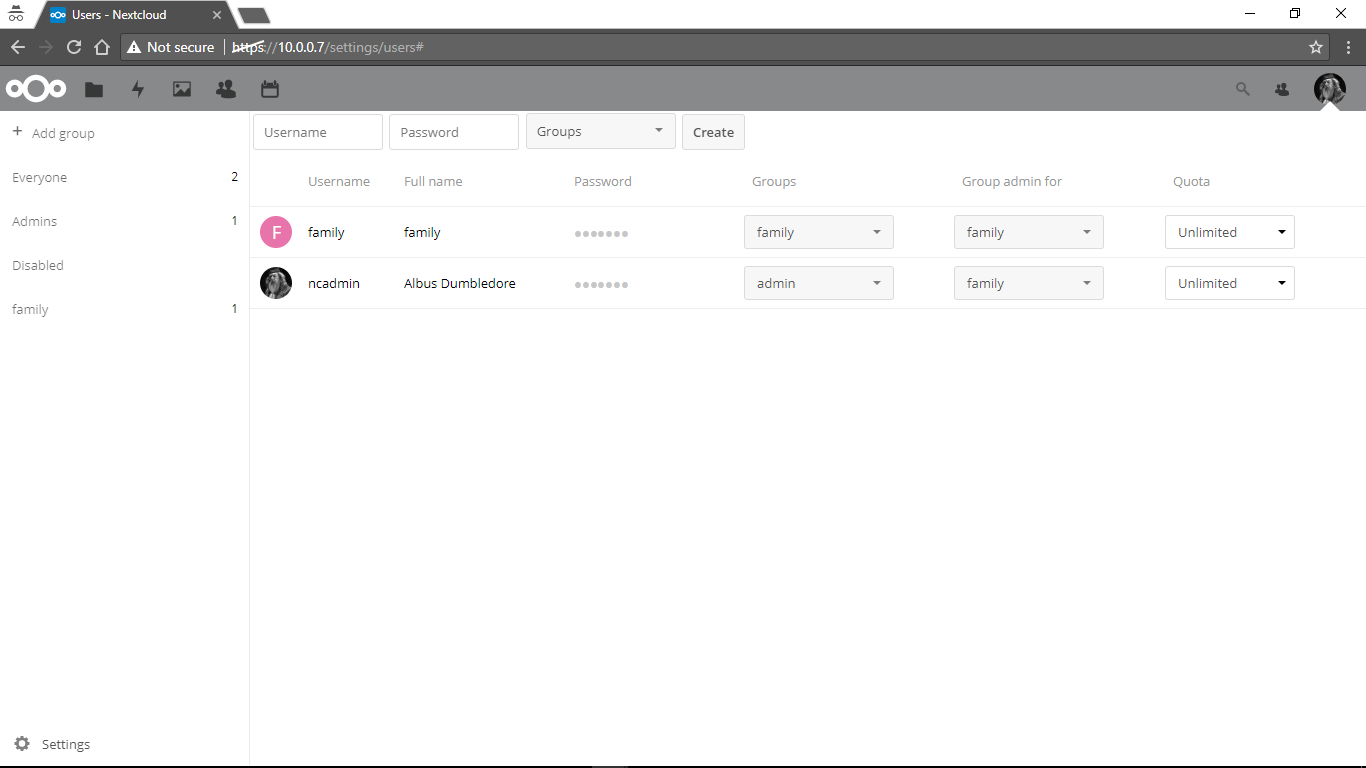 Users - Nextcloud
Not secure https://10.0.0.7/settings/users#
Add group
Username Password Groups Create
Everyone 2
Username Full name Password Groups Group admin for Quota
Admins 1
F family family family family Unlimited
Disabled
ncadmin Albus Dumbledore admin family Unlimited
family 1
Settings